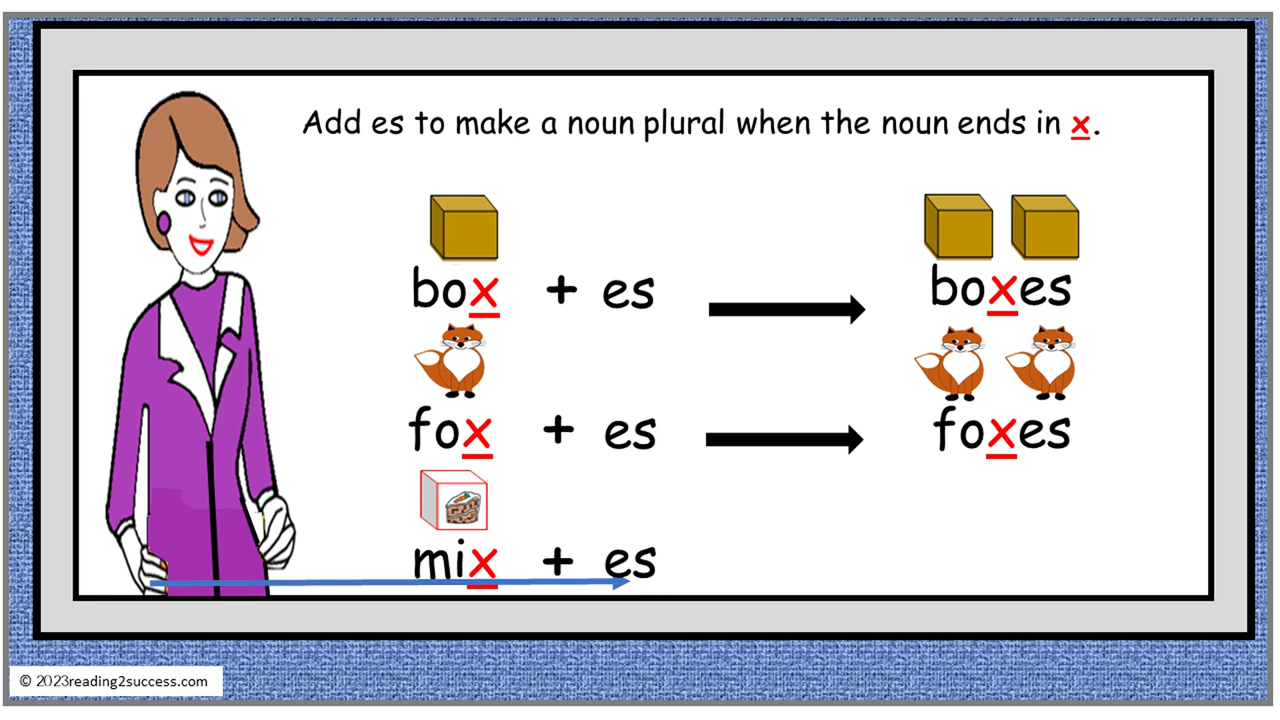 Add es to make a noun plural when the noun ends in x.
box + es boxes
fox + es foxes
mix + es
© 2023reading2success.com